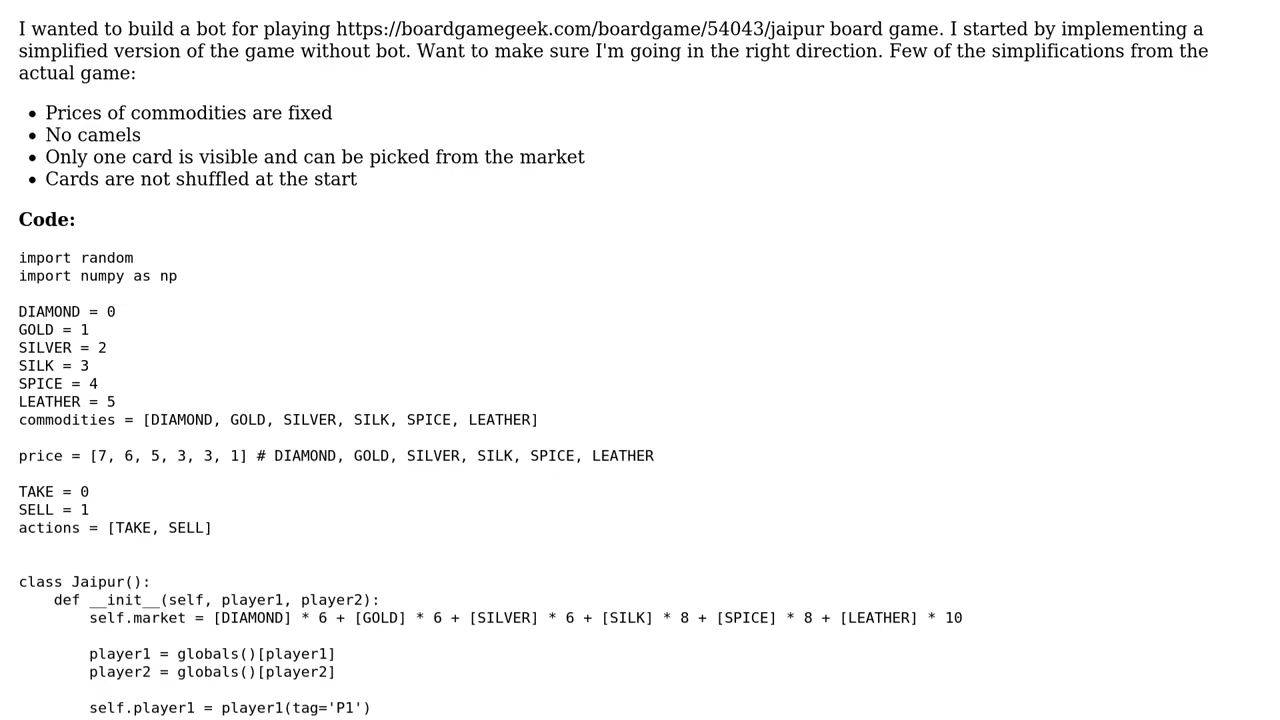 I wanted to build a bot for playing https://boardgamegeek.com/boardgame/54043/jaipur board game. I started by implementing a
simplified version of the game without bot. Want to make sure I'm going in the right direction. Few of the simplifications from the
actual game:
• Prices of commodities are fixed
• No camels
• Only one card is visible and can be picked from the market
• Cards are not shuffled at the start
Code:
import random
import numpy as np
DIAMOND = 0
GOLD = 1
SILVER = 2
SILK = 3
SPICE = 4
LEATHER = 5
commodities = [DIAMOND, GOLD, SILVER, SILK, SPICE, LEATHER]
price = [7, 6, 5, 3, 3, 1] # DIAMOND, GOLD, SILVER, SILK, SPICE, LEATHER
TAKE = 0
SELL = 1
actions = [TAKE, SELL]
class Jaipur():
    def __init__(self, player1, player2):
        self.market = [DIAMOND] * 6 + [GOLD] * 6 + [SILVER] * 6 + [SILK] * 8 + [SPICE] * 8 + [LEATHER] * 10
        player1 = globals()[player1]
        player2 = globals()[player2]
        self.player1 = player1(tag='P1')